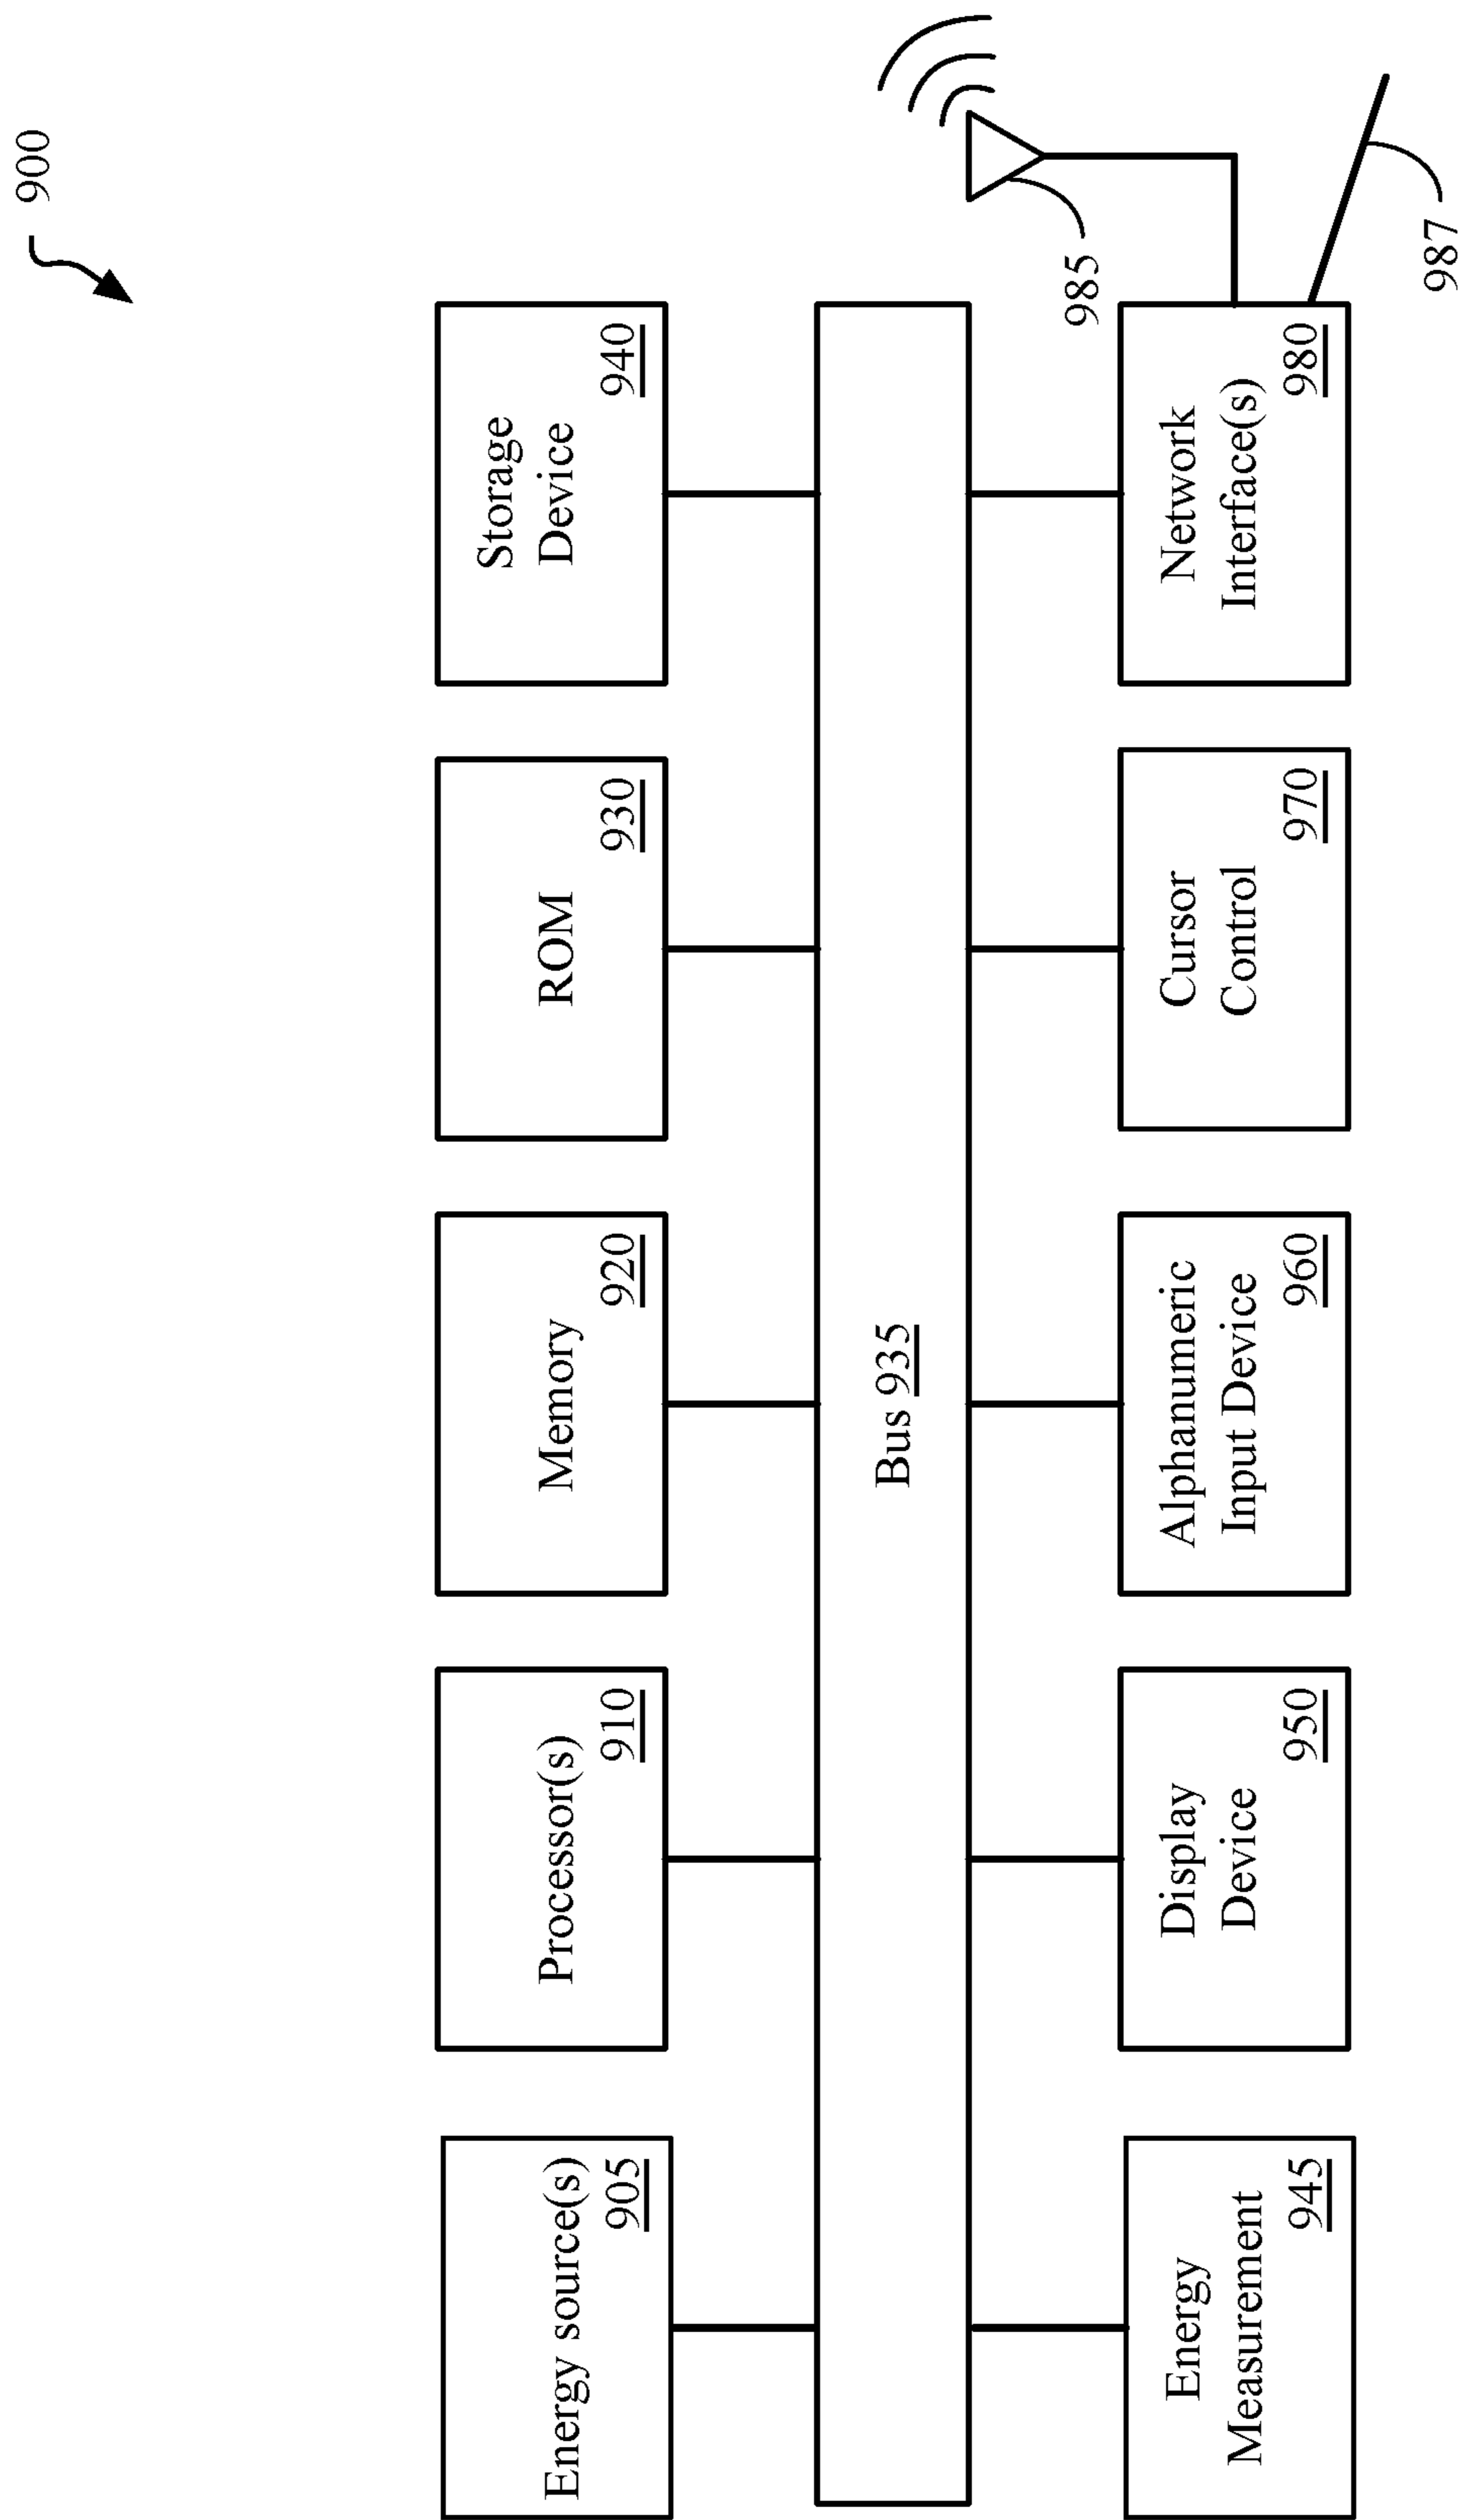 900
Energy source(s)
905
Processor(s)
910
Memory
920
ROM
930
Storage
Device
940
Bus 935
985
Energy
Measurement
945
Display
Device
950
Alphanumeric
Input Device
960
Cursor
Control
970
Network
Interface(s)
980
987